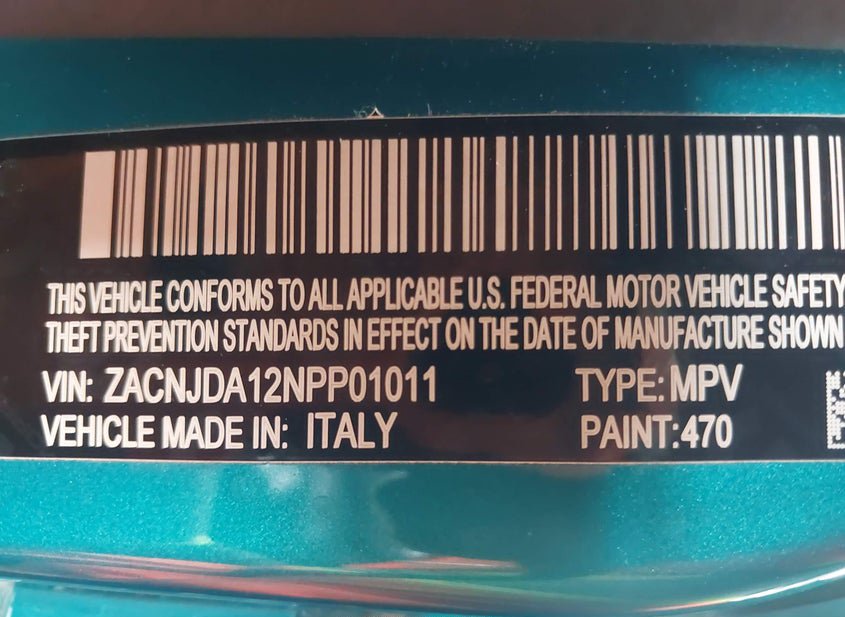 THIS VEHICLE CONFORMS TO ALL APPLICABLE U.S. FEDERAL MOTOR VEHICLE SAFETY
THEFT PREVENTION STANDARDS IN EFFECT ON THE DATE OF MANUFACTURE SHOWN
VIN: ZACNJDA12NPP01011 TYPE: MPV
VEHICLE MADE IN: ITALY PAINT:470